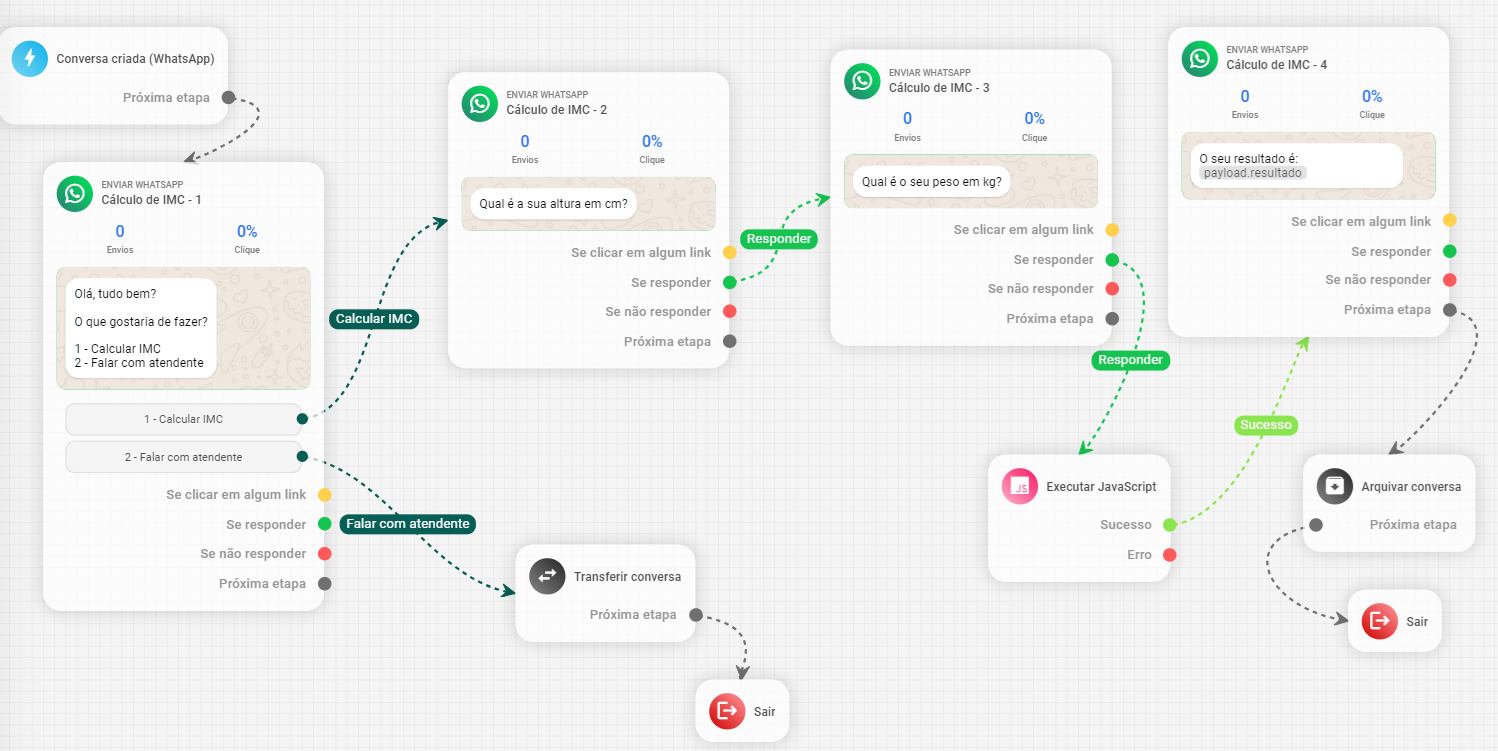 Conversa criada (WhatsApp)
Próxima etapa
ENVIAR WHATSAPP
Cálculo de IMC - 1
0
0%
Envios
Clique
Olá, tudo bem?
O que gostaria de fazer?
1 - Calcular IMC
2 - Falar com atendente
1 - Calcular IMC
2 - Falar com atendente
Se clicar em algum link
Se responder
Se não responder
Próxima etapa
Calcular IMC
Falar com atendente
ENVIAR WHATSAPP
Cálculo de IMC - 2
0
0%
Envios
Clique
Qual é a sua altura em cm?
Se clicar em algum link
Se responder
Se não responder
Próxima etapa
Responder
Transferir conversa
Próxima etapa
Sair
ENVIAR WHATSAPP
Cálculo de IMC - 3
0
0%
Envios
Clique
Qual é o seu peso em kg?
Se clicar em algum link
Se responder
Se não responder
Próxima etapa
Responder
JS
Executar JavaScript
Sucesso
Erro
Sucesso
ENVIAR WHATSAPP
Cálculo de IMC - 4
0
0%
Envios
Clique
O seu resultado é:
payload.resultado
Se clicar em algum link
Se responder
Se não responder
Próxima etapa
Arquivar conversa
Próxima etapa
Sair